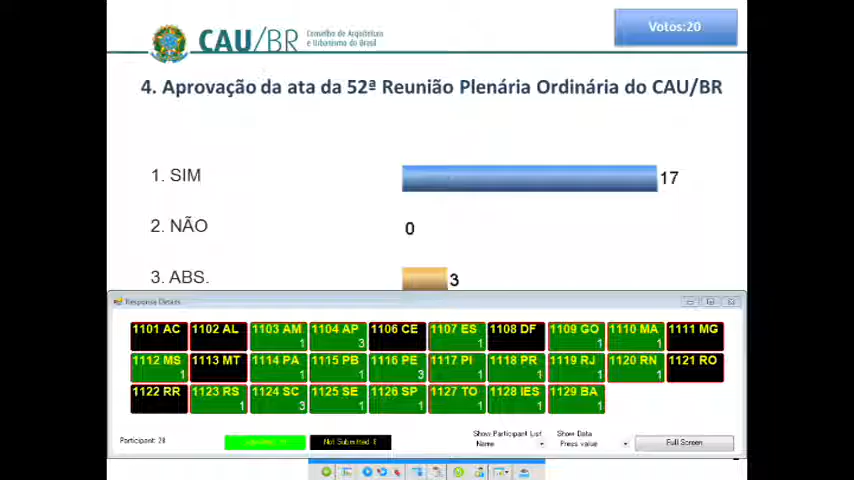 CAU/BR Conselho de Arquitetura
e Urbanismo do Brasil
Votos:20
4. Aprovação da ata da 52ª Reunião Plenária Ordinária do CAU/BR
1. SIM 17
2. NÃO 0
3. ABS. 3
Response Details
1101 AC 1102 AL 1103 AM 1 1104 AP 3 1106 CE 1107 ES 1 1108 DF 1109 GO 1 1110 MA 1 1111 MG
1112 MS 1 1113 MT 1114 PA 1 1115 PB 1 1116 PE 3 1117 PI 1 1118 PR 1 1119 RJ 1 1120 RN 1 1121 RO
1122 RR 1123 RS 1 1124 SC 3 1125 SE 1 1126 SP 1 1127 TO 1 1128 IES 1 1129 BA 1
Participant: 28
Not Submitted: 8
Show Participant List
Name
Show Data
Press value
Full Screen